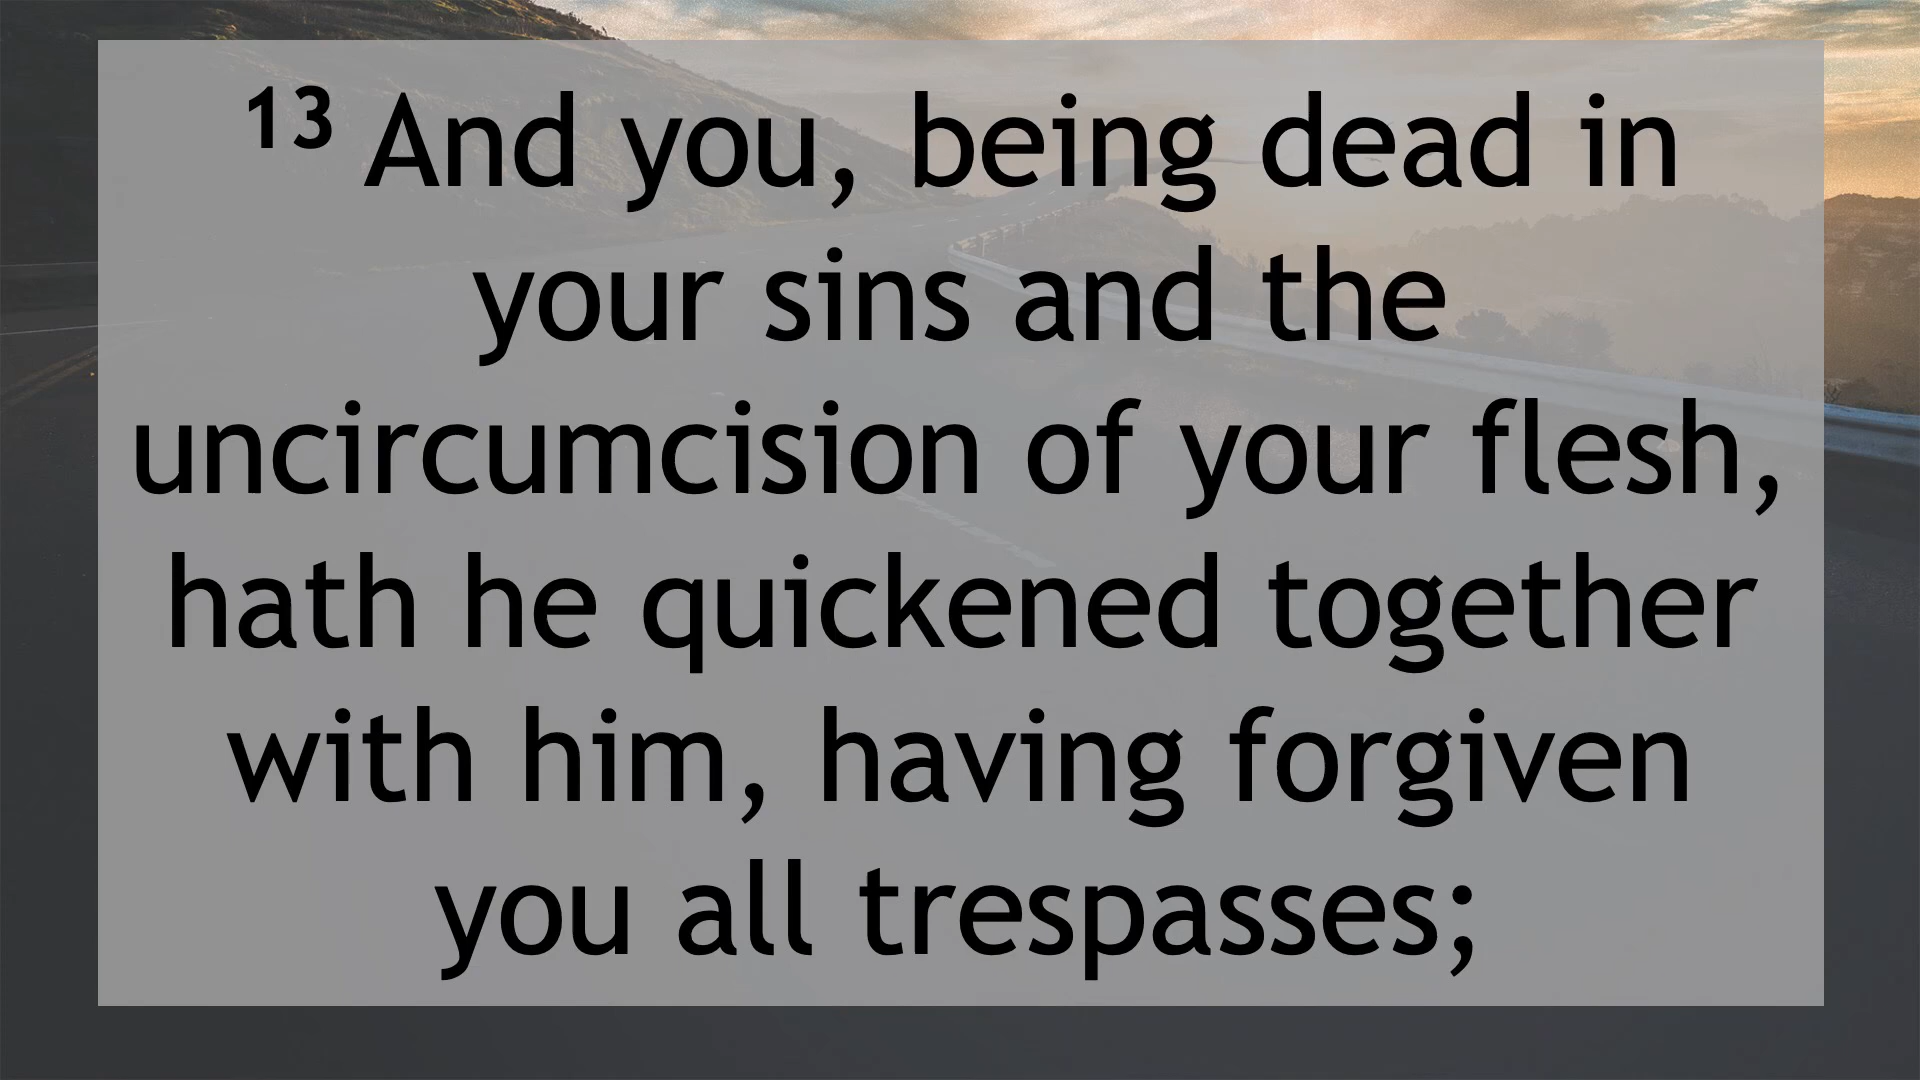 13 And you, being dead in
your sins and the
uncircumcision of your flesh,
hath he quickened together
with him, having forgiven
you all trespasses;